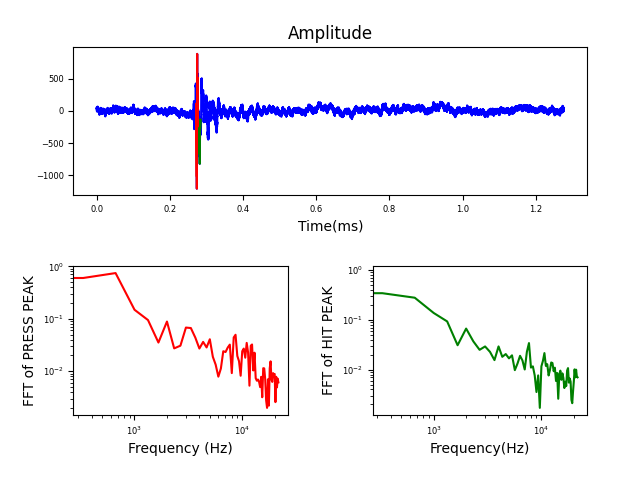 Amplitude
500
0
−500
−1000
0.0 0.2 0.4 0.6 0.8 1.0 1.2
Time(ms)
FFT of PRESS PEAK
10⁰
10⁻¹
10⁻²
10³ 10⁴
Frequency (Hz)
FFT of HIT PEAK
10⁰
10⁻¹
10⁻²
10³ 10⁴
Frequency(Hz)